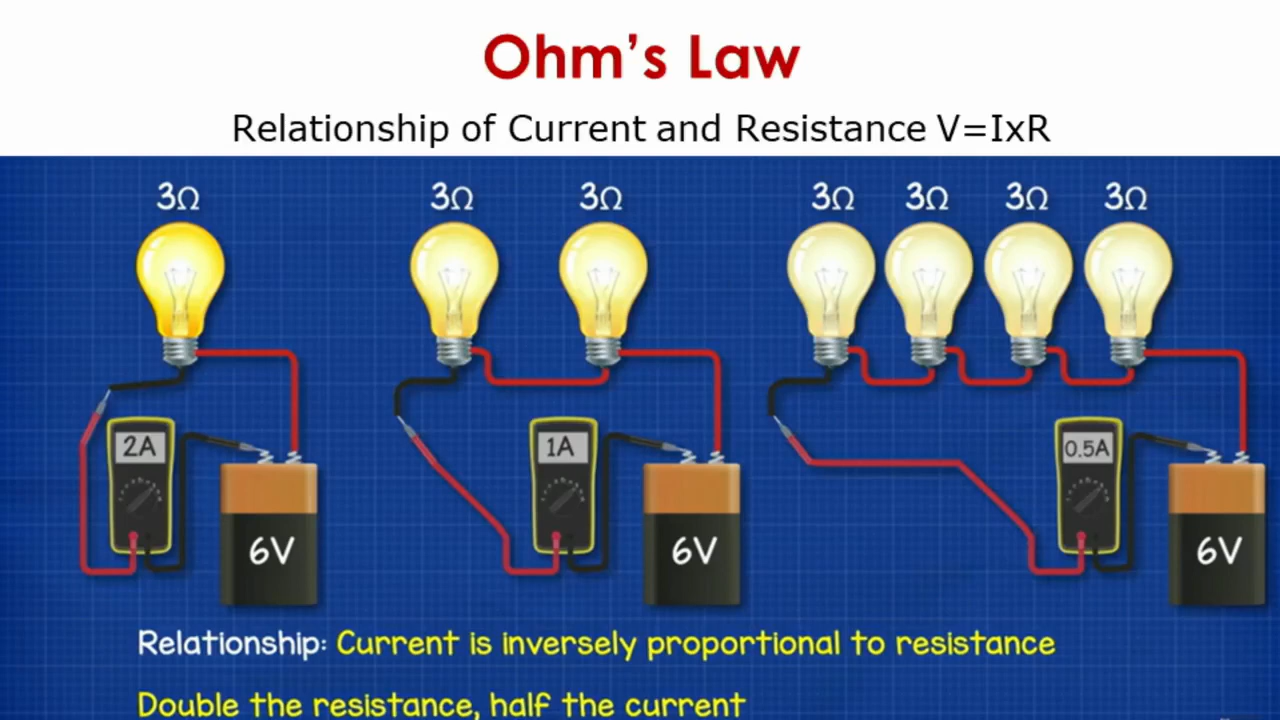 Ohm's Law
Relationship of Current and Resistance V=IxR
3Ω 3Ω 3Ω 3Ω 3Ω 3Ω 3Ω
2A 1A 0.5A
6V 6V 6V
Relationship: Current is inversely proportional to resistance
Double the resistance, half the current